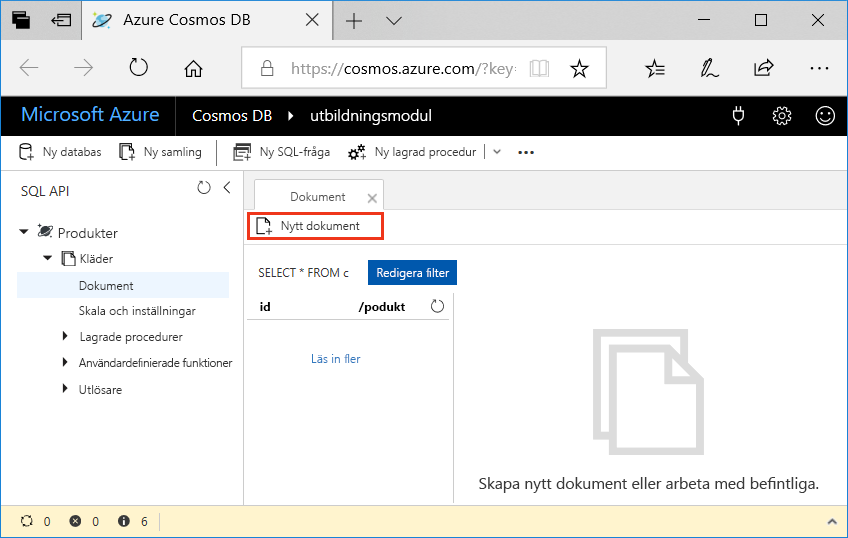 Azure Cosmos DB
https://cosmos.azure.com/?key=
Microsoft Azure Cosmos DB utbildningsmodul
Ny databas Ny samling Ny SQL-fråga Ny lagrad procedur
SQL API
Produkter
Kläder
Dokument
Skala och inställningar
Lagrade procedurer
Användardefinierade funktioner
Utlösare
Dokument
Nytt dokument
SELECT * FROM c Redigera filter
id /podukt
Läs in fler
Skapa nytt dokument eller arbeta med befintliga.
0 0 6